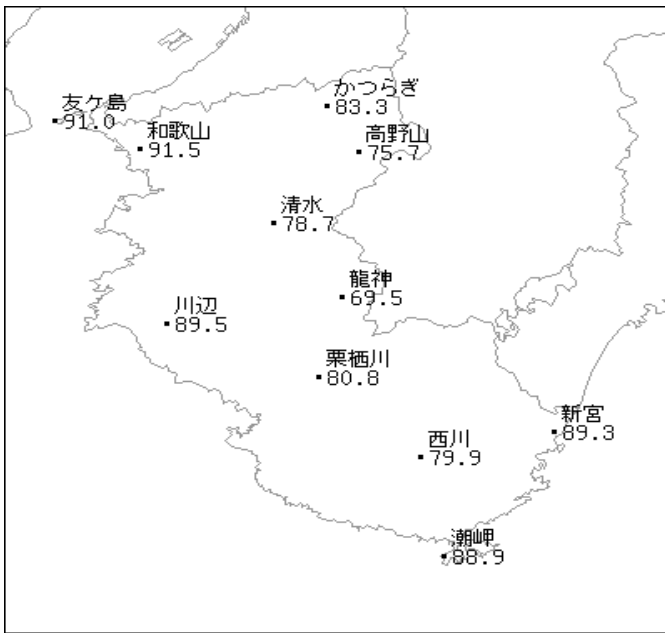 かつらぎ
83.3
友ケ島
91.0
和歌山
91.5
高野山
75.7
清水
78.7
龍神
69.5
川辺
89.5
栗栖川
80.8
新宮
89.3
西川
79.9
潮岬
88.9